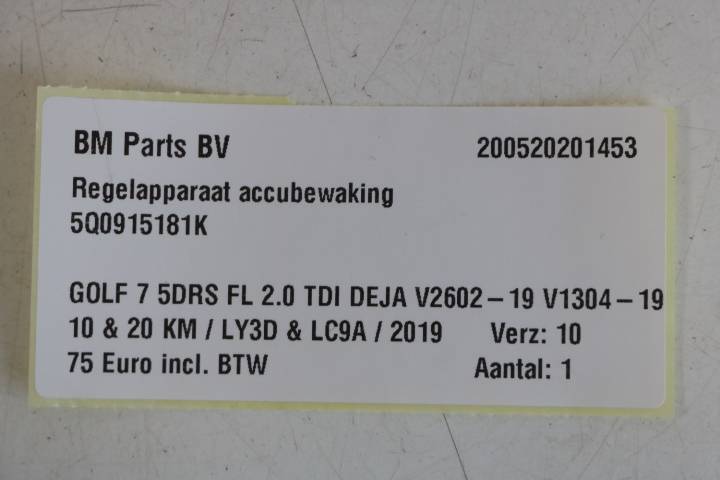 BM Parts BV 200520201453
Regelapparaat accubewaking
5Q0915181K
GOLF 7 5DRS FL 2.0 TDI DEJA V2602 – 19 V1304 – 19
10 & 20 KM / LY3D & LC9A / 2019 Verz: 10
75 Euro incl. BTW Aantal: 1